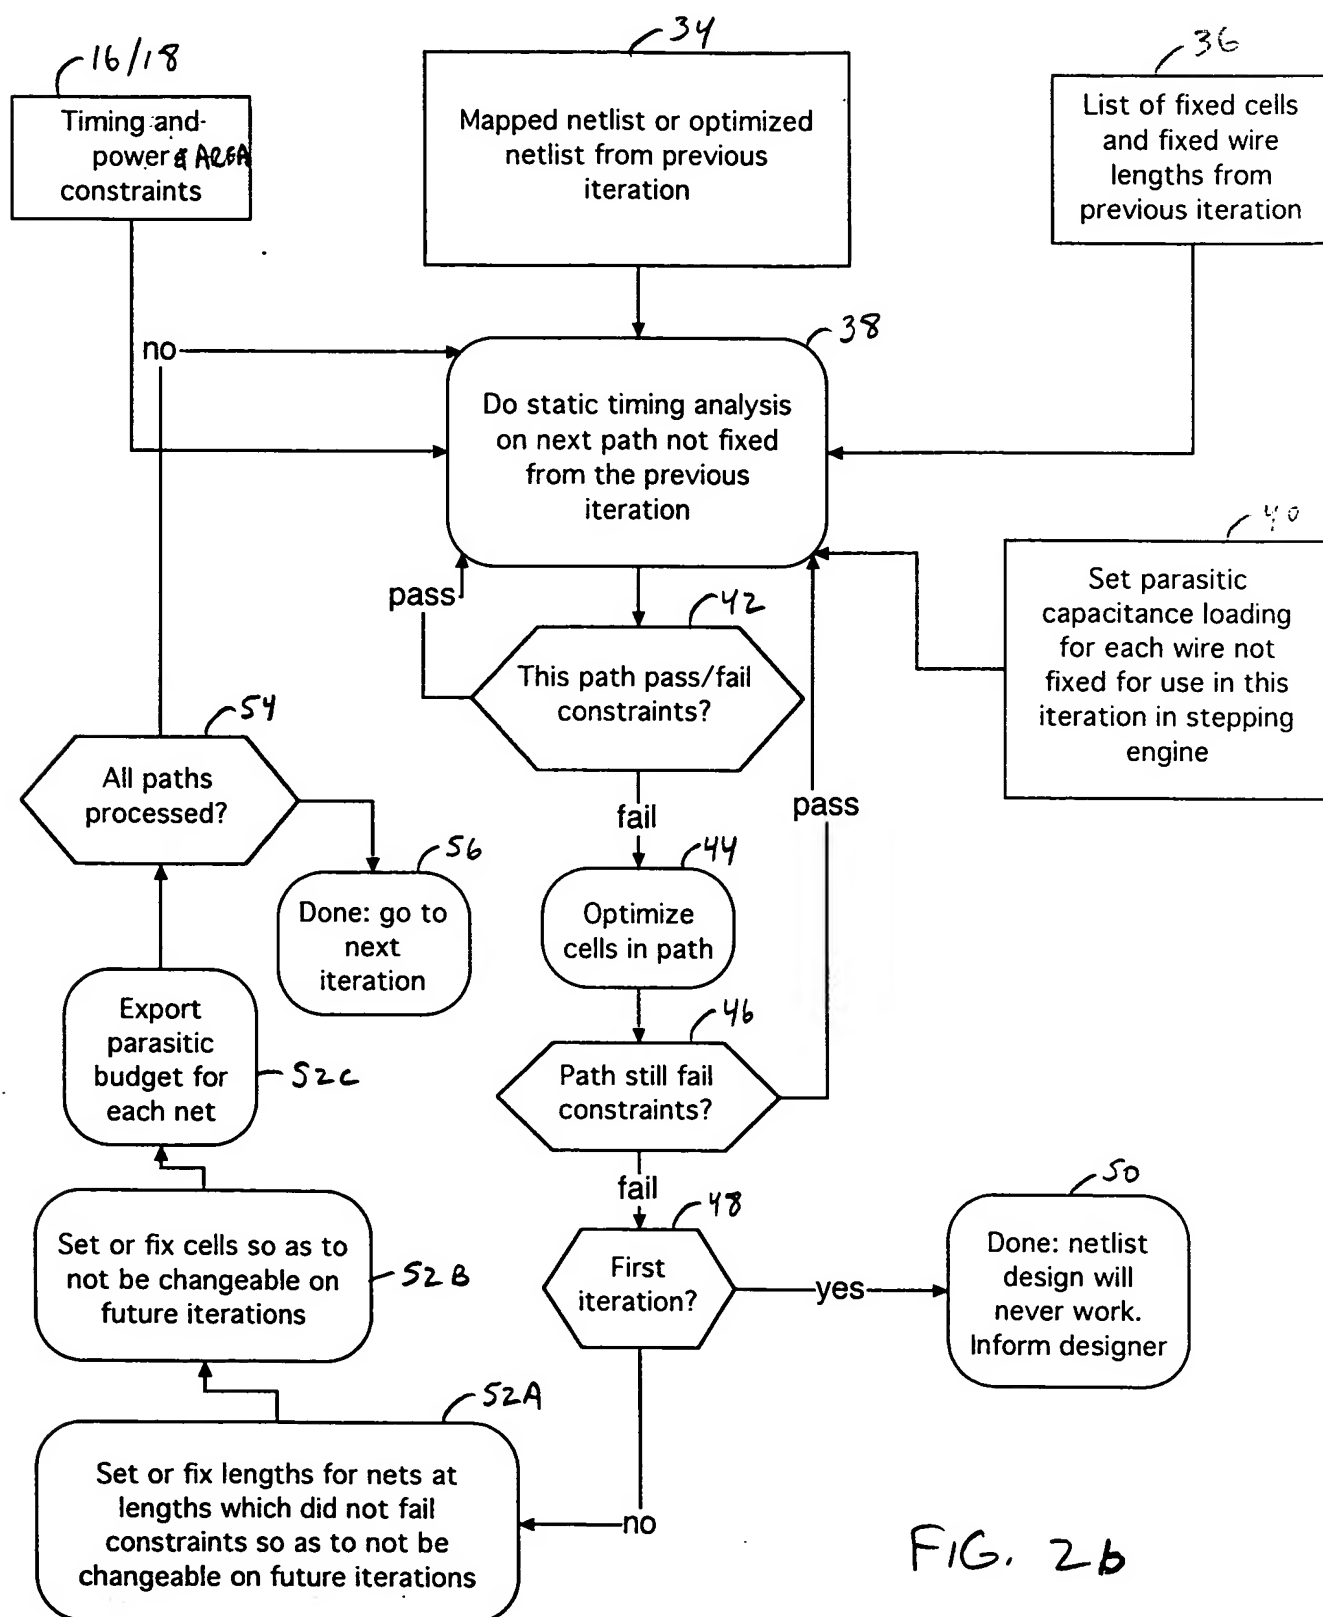 16/18
Timing and
power & AREA
constraints
34
Mapped netlist or optimized
netlist from previous
iteration
36
List of fixed cells
and fixed wire
lengths from
previous iteration
no
38
Do static timing analysis
on next path not fixed
from the previous
iteration
40
Set parasitic
capacitance loading
for each wire not
fixed for use in this
iteration in stepping
engine
pass
42
This path pass/fail
constraints?
54
All paths
processed?
fail
pass
56
Done: go to
next
iteration
44
Optimize
cells in path
Export
parasitic
budget for
each net
52C
46
Path still fail
constraints?
fail
48
First
iteration?
yes
50
Done: netlist
design will
never work.
Inform designer
Set or fix cells so as to
not be changeable on
future iterations
52B
52A
Set or fix lengths for nets at
lengths which did not fail
constraints so as to not be
changeable on future iterations
no
FIG. 2b